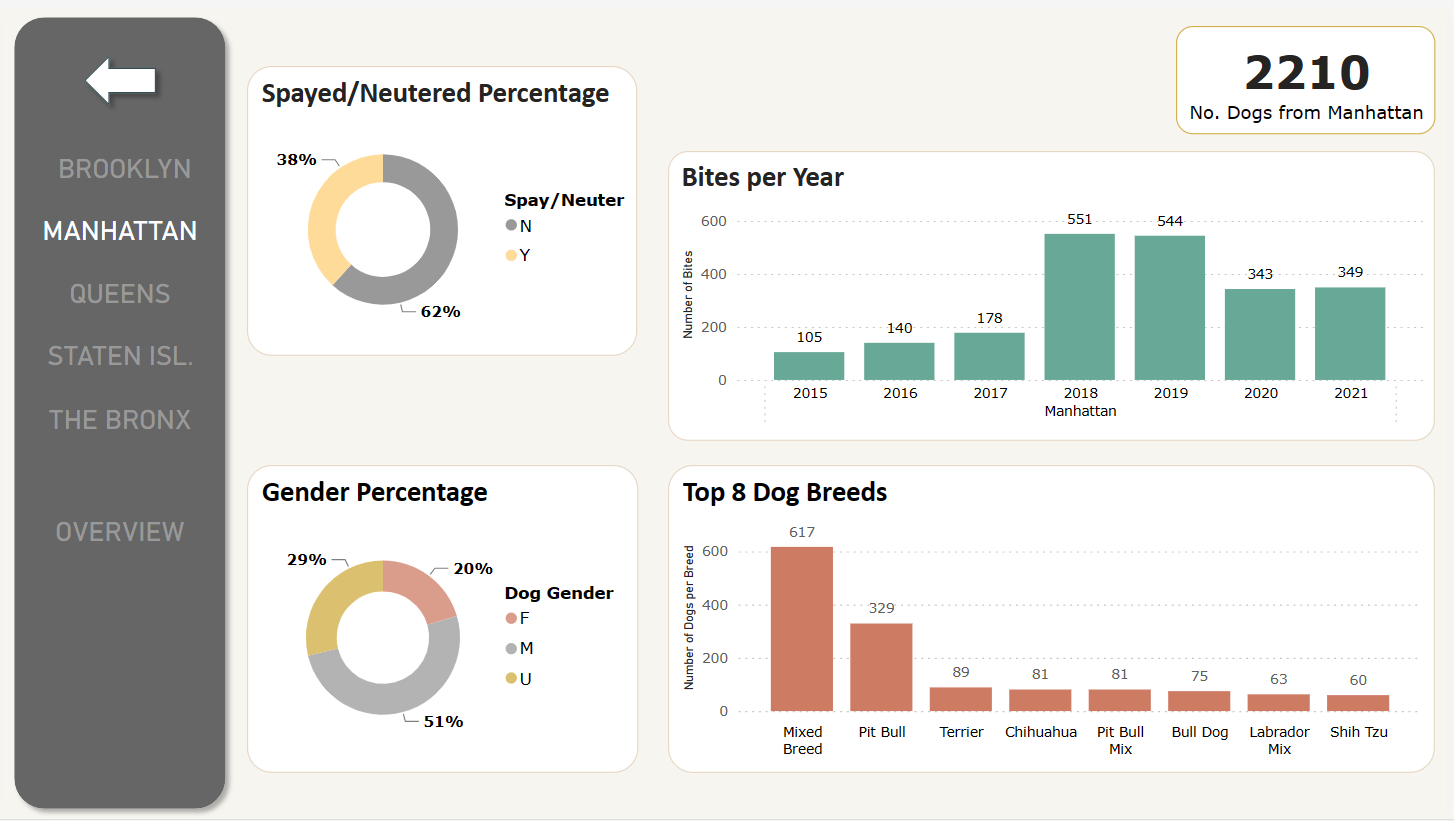 BROOKLYN
MANHATTAN
QUEENS
STATEN ISL.
THE BRONX
OVERVIEW
Spayed/Neutered Percentage
38%
62%
Spay/Neuter
N
Y
2210
No. Dogs from Manhattan
Bites per Year
Number of Bites
600
400
200
0
105
140
178
551
544
343
349
2015 2016 2017 2018 2019 2020 2021
Manhattan
Gender Percentage
29%
20%
51%
Dog Gender
F
M
U
Top 8 Dog Breeds
Number of Dogs per Breed
600
400
200
0
617
329
89
81
81
75
63
60
Mixed Breed
Pit Bull
Terrier
Chihuahua
Pit Bull Mix
Bull Dog
Labrador Mix
Shih Tzu